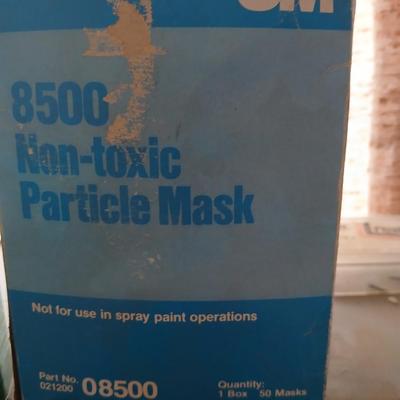 3M
8500
Non-toxic
Particle Mask
Not for use in spray paint operations
Part No.
021200 08500
Quantity:
1 Box 50 Masks